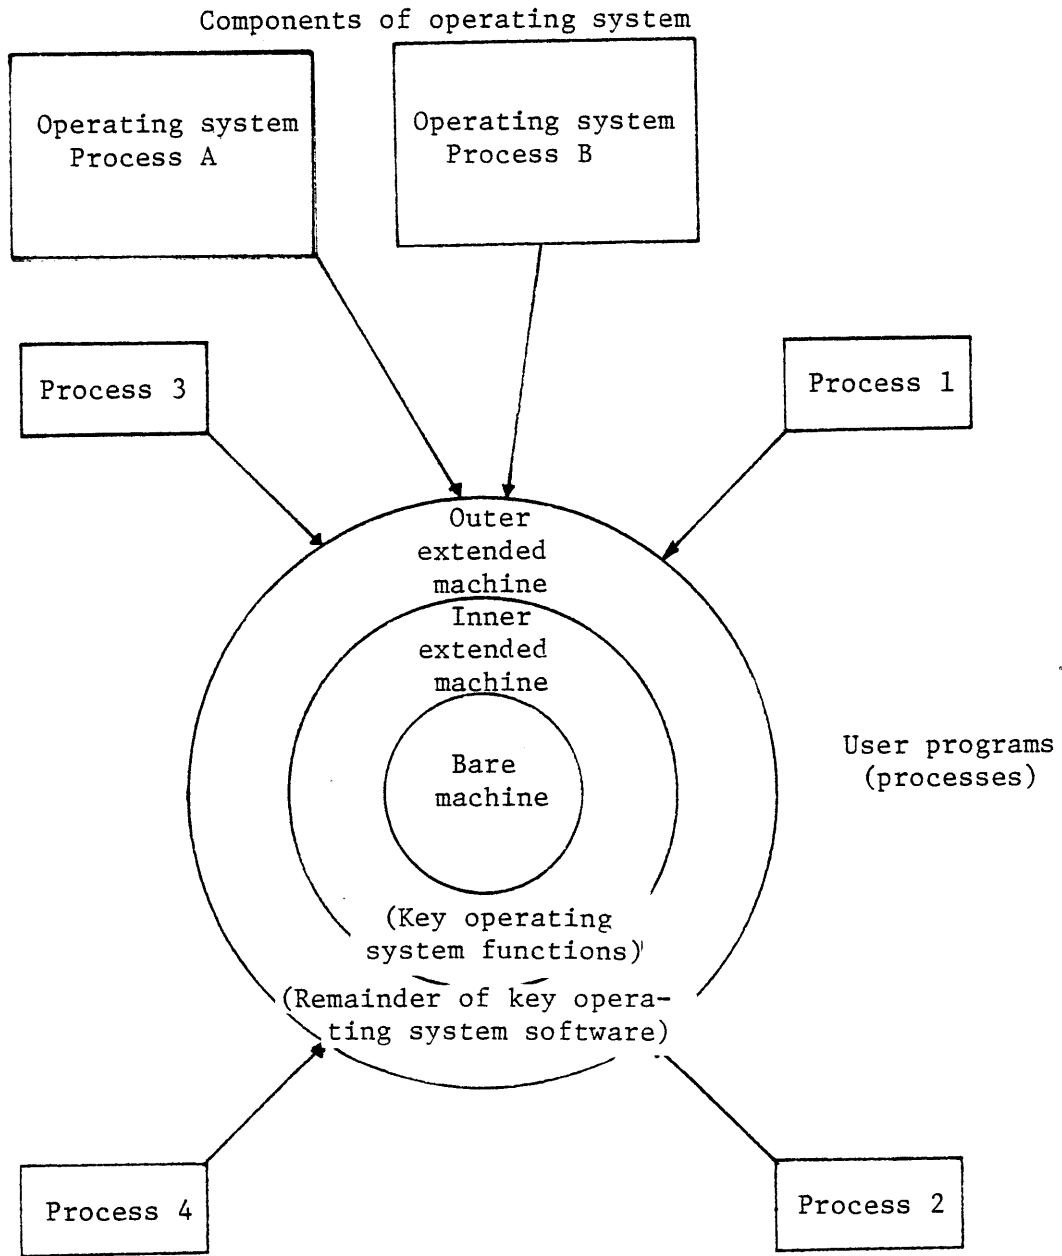 Components of operating system
Operating system
Process A
Operating system
Process B
Process 3
Process 1
Outer
extended
machine
Inner
extended
machine
Bare
machine
User programs
(processes)
(Key operating
system functions)
(Remainder of key opera-
ting system software)
Process 4
Process 2